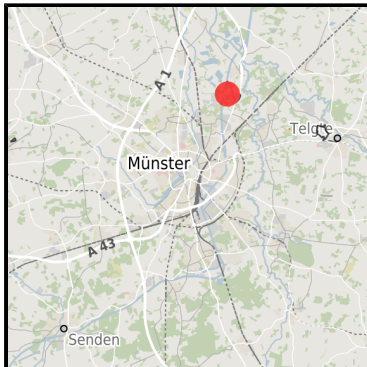 A 1
Telgte
Münster
A 43
Senden